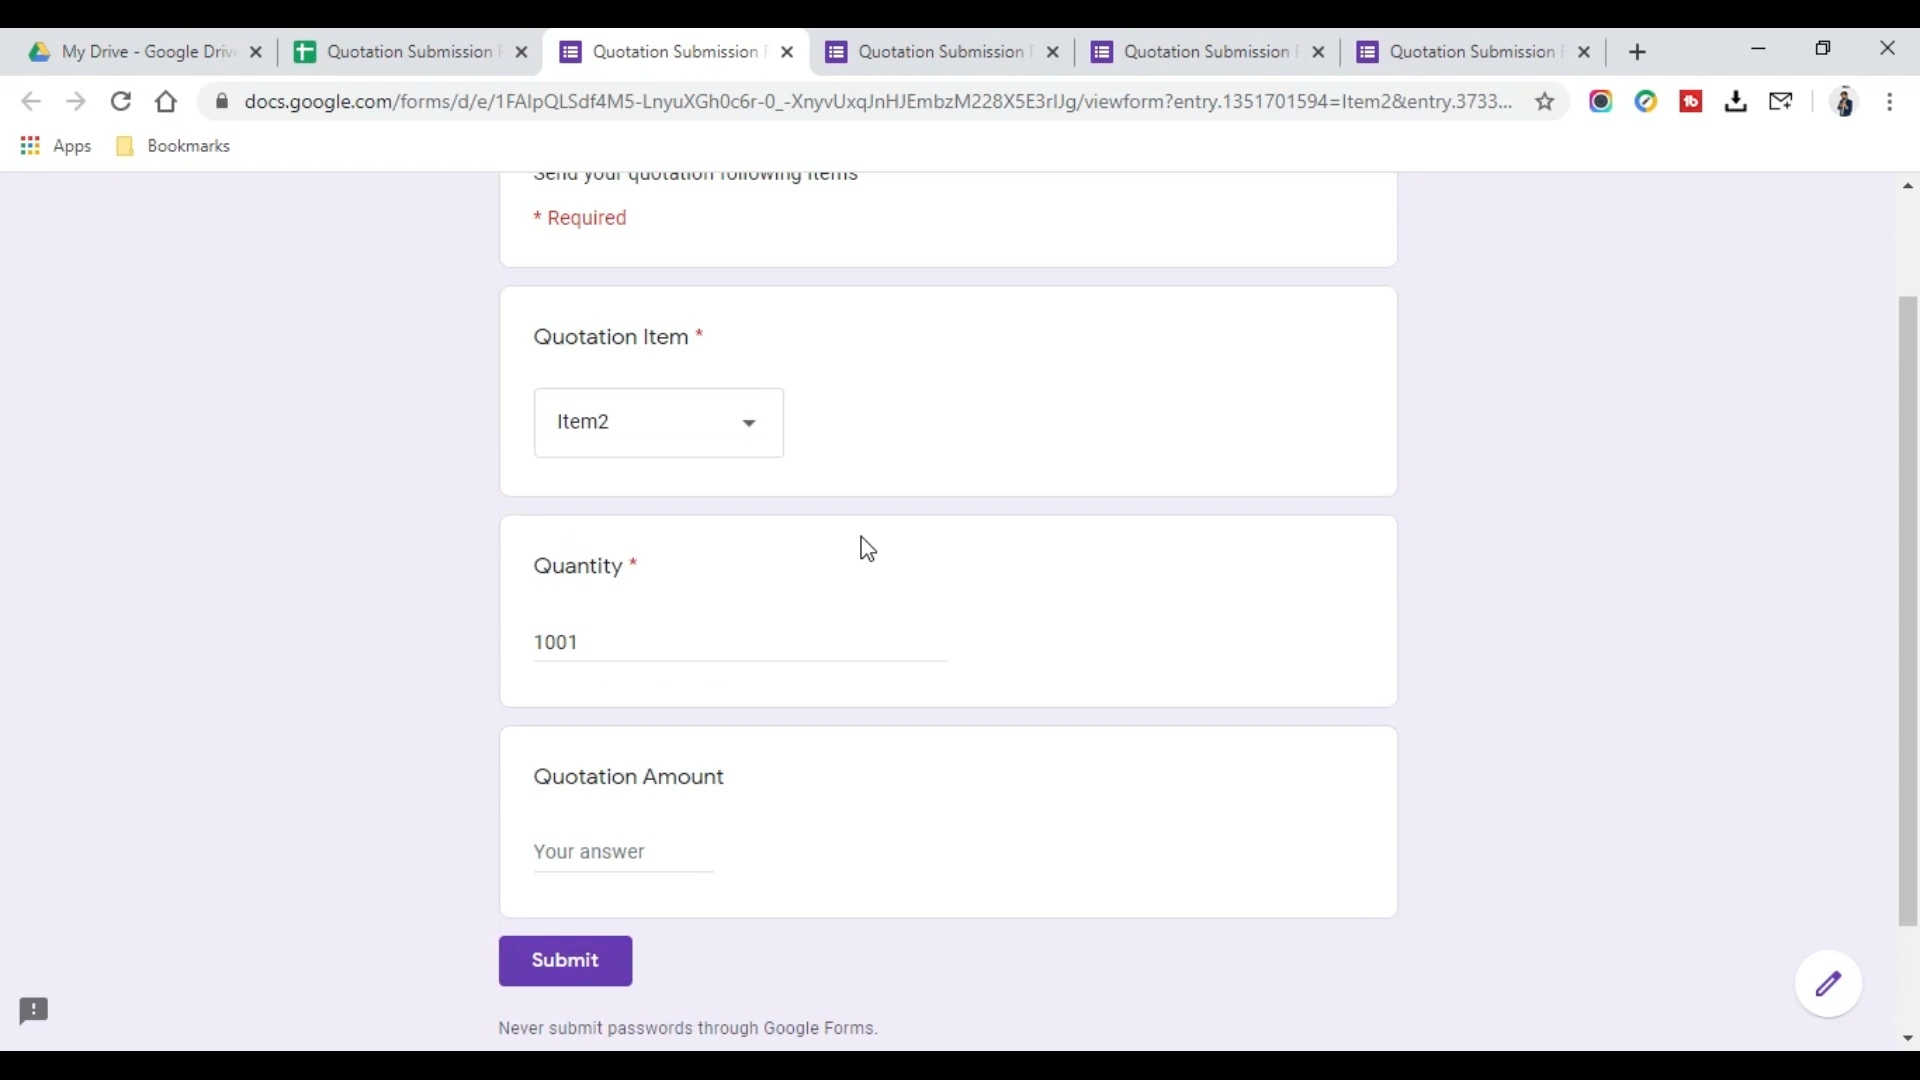 My Drive - Google Driv
Quotation Submission F
Quotation Submission F
Quotation Submission F
Quotation Submission F
Quotation Submission F
docs.google.com/forms/d/e/1FAIpQLSdf4M5-LnyuXGh0c6r-0_-XnyvUxqJnHJEmbzM228X5E3rlJg/viewform?entry.1351701594=Item2&entry.3733...
Apps
Bookmarks
Send your quotation following items
* Required
Quotation Item *
Item2
Quantity *
1001
Quotation Amount
Your answer
Submit
Never submit passwords through Google Forms.